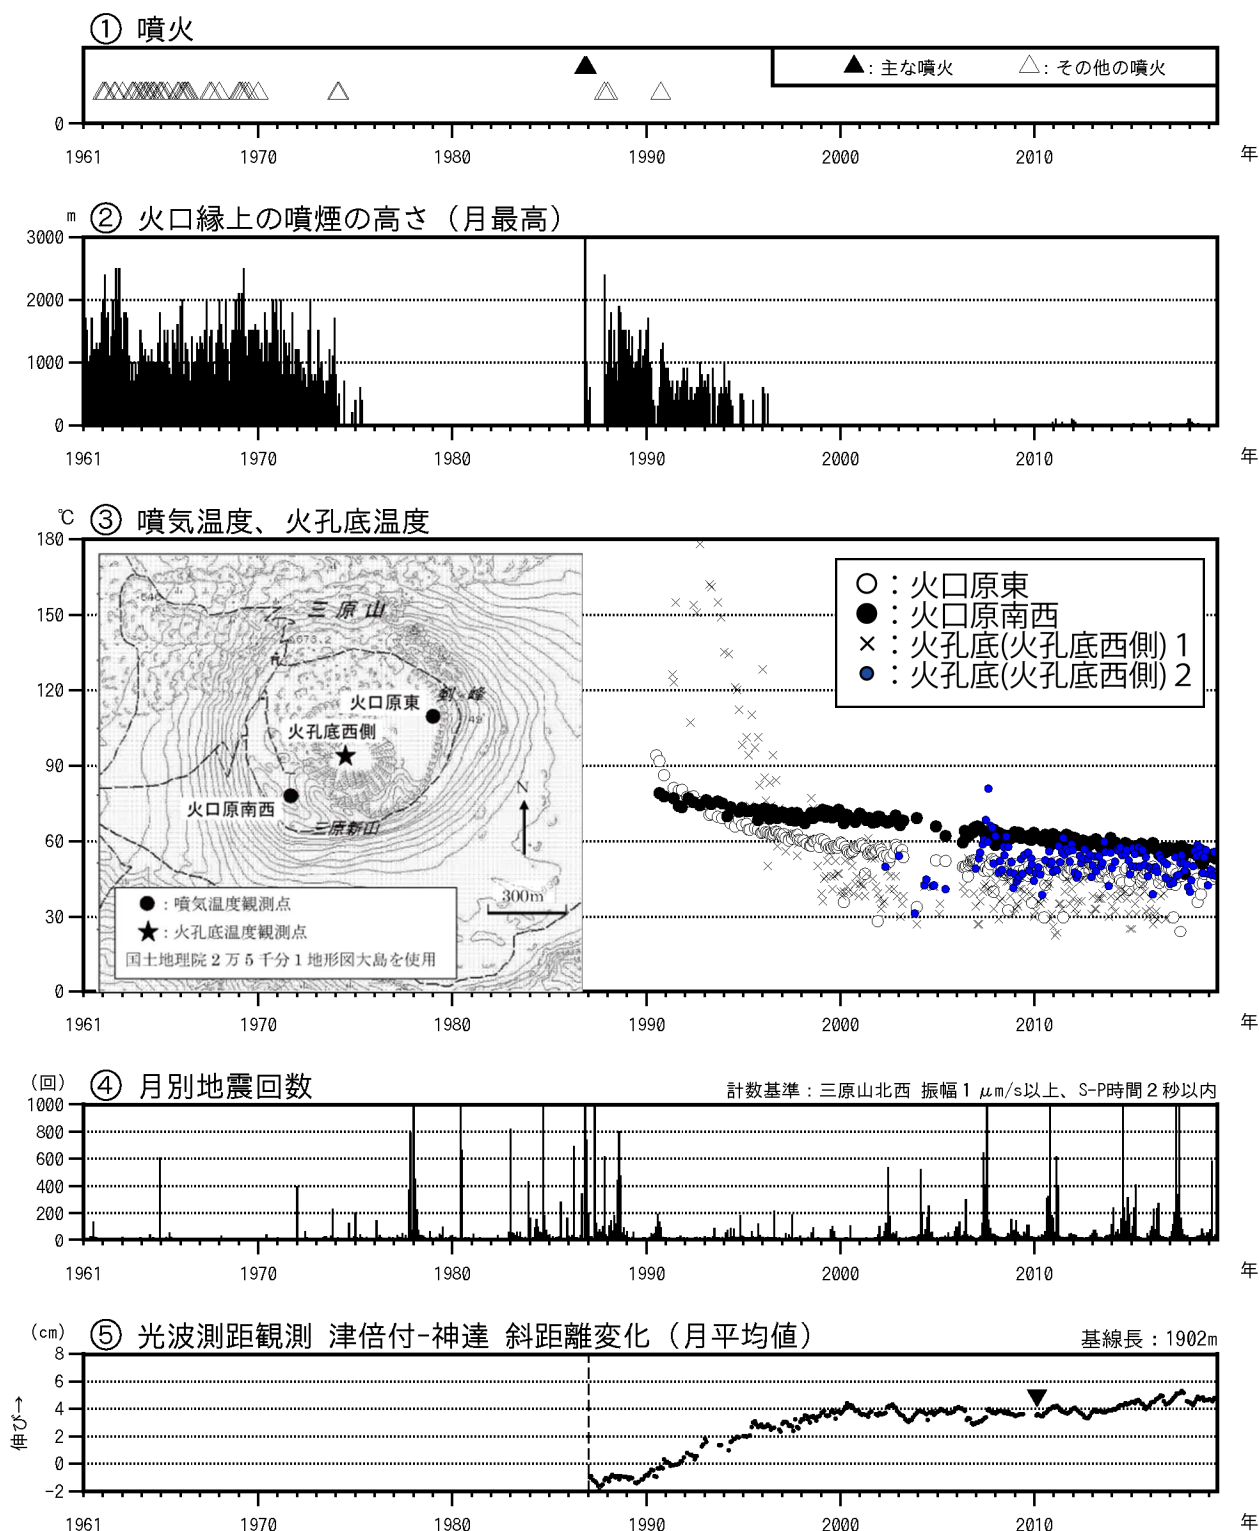 ① 噴火
▲：主な噴火 △：その他の噴火
0
1961 1970 1980 1990 2000 2010 年
m ② 火口縁上の噴煙の高さ（月最高）
3000
2000
1000
0
1961 1970 1980 1990 2000 2010 年
℃ ③ 噴気温度、火孔底温度
180
150
120
90
60
30
0
○：火口原東
●：火口原南西
×：火孔底(火孔底西側)1
●：火孔底(火孔底西側)2
三原山
673.2
剣ヶ峰
火口原東
火孔底西側
火口原南西
三原新山
N
300m
●：噴気温度観測点
★：火孔底温度観測点
国土地理院２万５千分１地形図大島を使用
1961 1970 1980 1990 2000 2010 年
(回) ④ 月別地震回数
計数基準：三原山北西 振幅１μm/s以上、S-P時間２秒以内
1000
800
600
400
200
0
1961 1970 1980 1990 2000 2010 年
(cm) ⑤ 光波測距観測 津倍付-神達 斜距離変化（月平均値）
基線長：1902m
8
6
4
2
0
-2
伸び→
1961 1970 1980 1990 2000 2010 年